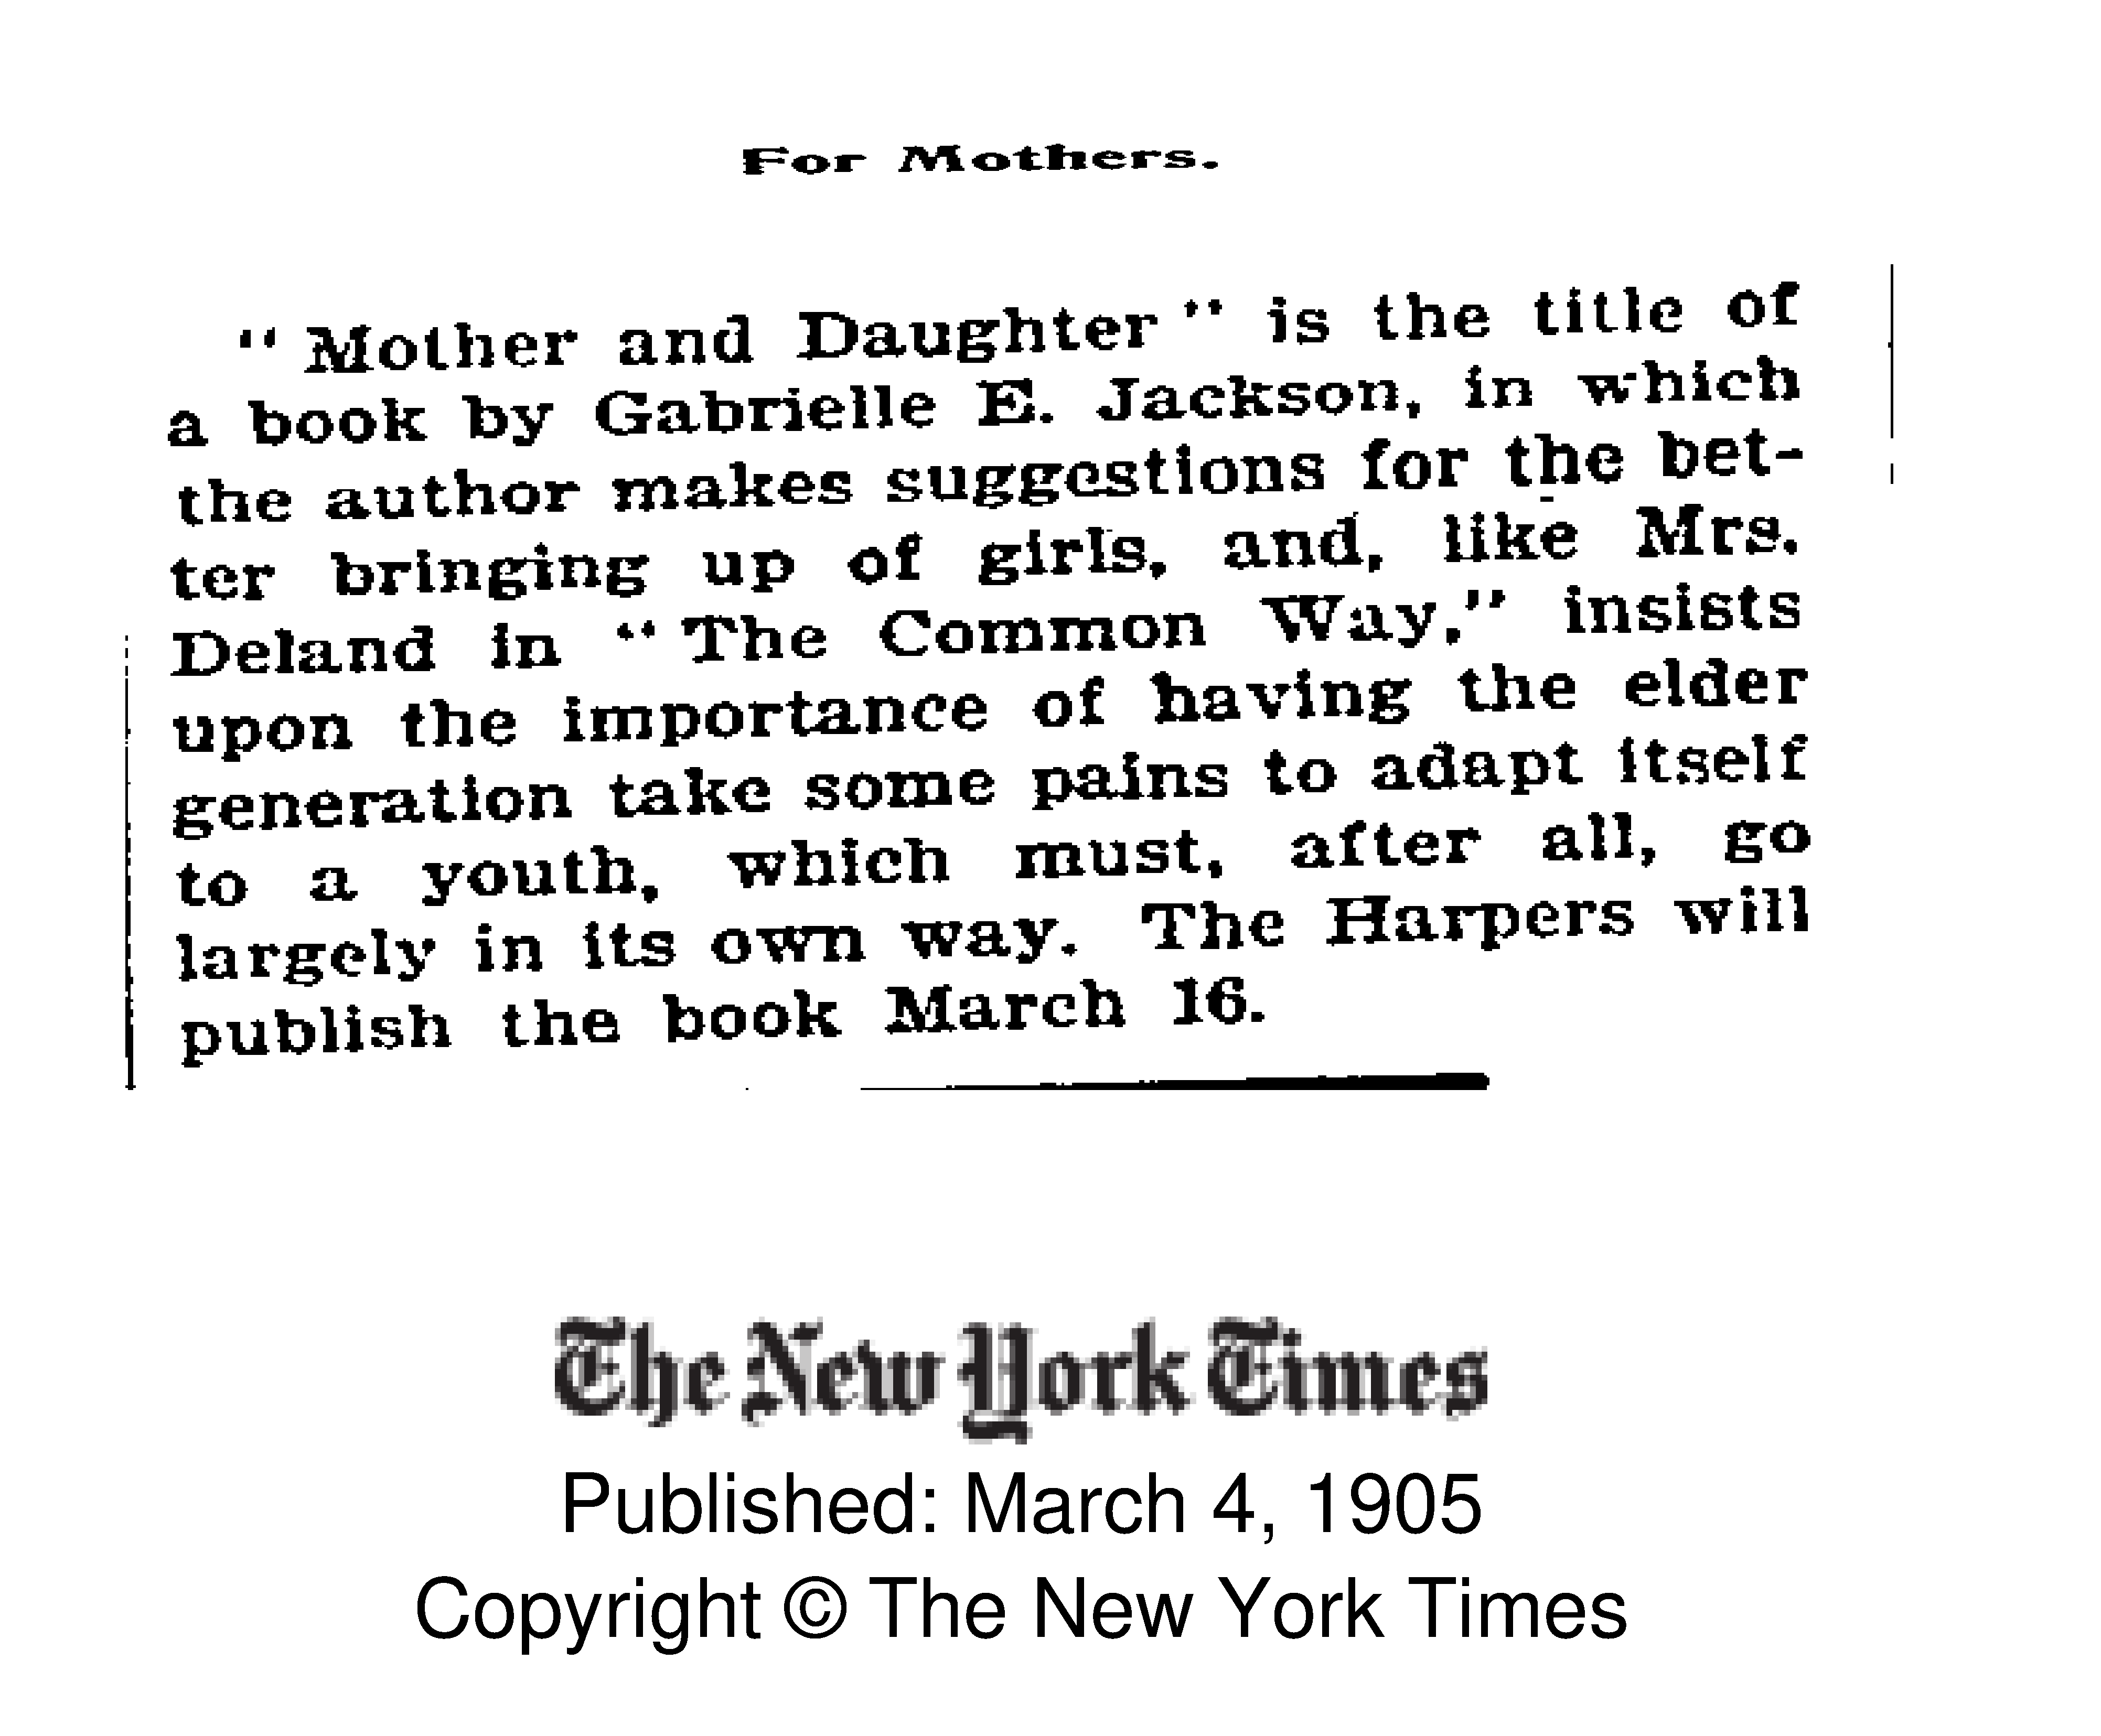 For Mothers.
" Mother and Daughter " is the title of
a book by Gabrielle E. Jackson, in which
the author makes suggestions for the bet-
ter bringing up of girls, and, like Mrs.
Deland in " The Common Way," insists
upon the importance of having the elder
generation take some pains to adapt itself
to a youth, which must, after all, go
largely in its own way. The Harpers will
publish the book March 16.
The New York Times
Published: March 4, 1905
Copyright © The New York Times